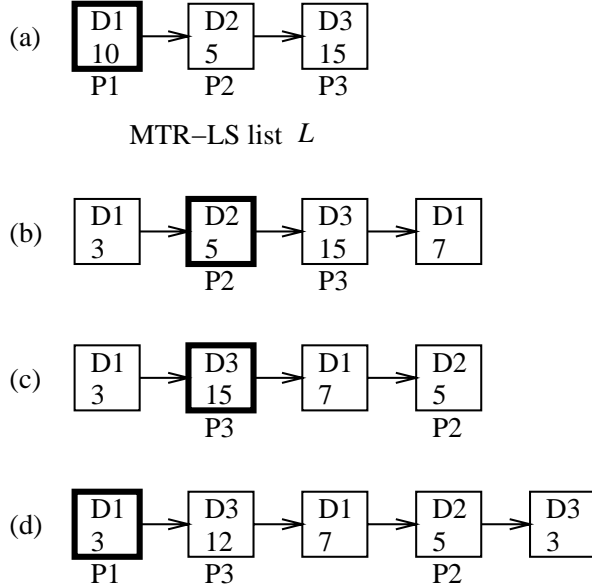 (a) D1 D2 D3
10 5 15
P1 P2 P3
MTR–LS list L
(b) D1 D2 D3 D1
3 5 15 7
P2 P3
(c) D1 D3 D1 D2
3 15 7 5
P3 P2
(d) D1 D3 D1 D2 D3
3 12 7 5 3
P1 P3 P2